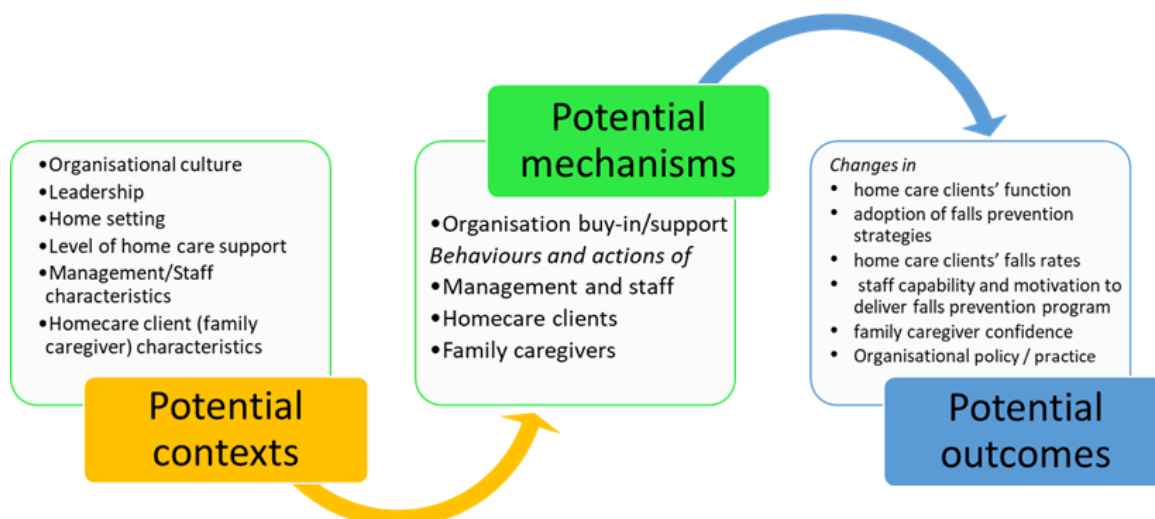 •Organisational culture
•Leadership
•Home setting
•Level of home care support
•Management/Staff
characteristics
•Homecare client (family
caregiver) characteristics
Potential
contexts
Potential
mechanisms
•Organisation buy-in/support
Behaviours and actions of
•Management and staff
•Homecare clients
•Family caregivers
Changes in
• home care clients’ function
• adoption of falls prevention
strategies
• home care clients’ falls rates
• staff capability and motivation to
deliver falls prevention program
• family caregiver confidence
• Organisational policy / practice
Potential
outcomes